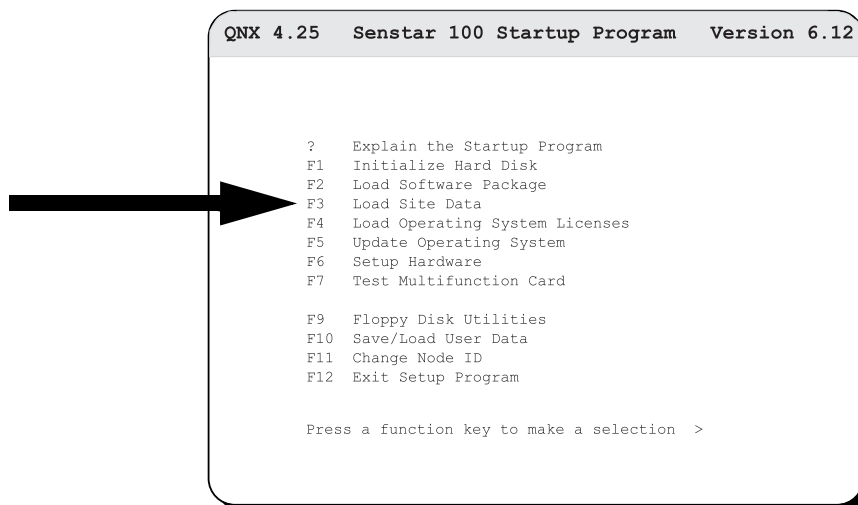 QNX 4.25 Senstar 100 Startup Program Version 6.12
? Explain the Startup Program
F1 Initialize Hard Disk
F2 Load Software Package
F3 Load Site Data
F4 Load Operating System Licenses
F5 Update Operating System
F6 Setup Hardware
F7 Test Multifunction Card
F9 Floppy Disk Utilities
F10 Save/Load User Data
F11 Change Node ID
F12 Exit Setup Program
Press a function key to make a selection >